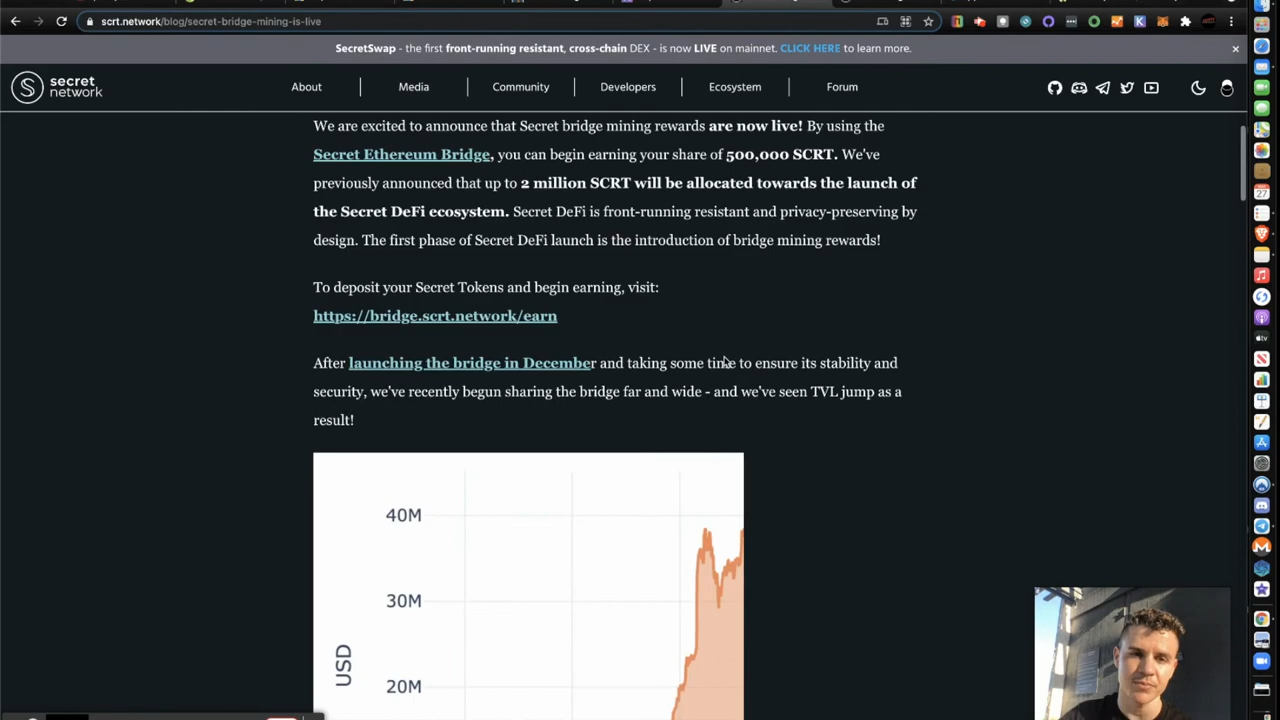 scrt.network/blog/secret-bridge-mining-is-live
SecretSwap - the first front-running resistant, cross-chain DEX - is now LIVE on mainnet. CLICK HERE to learn more.
secret
network
About
Media
Community
Developers
Ecosystem
Forum
We are excited to announce that Secret bridge mining rewards are now live! By using the
Secret Ethereum Bridge, you can begin earning your share of 500,000 SCRT. We've
previously announced that up to 2 million SCRT will be allocated towards the launch of
the Secret DeFi ecosystem. Secret DeFi is front-running resistant and privacy-preserving by
design. The first phase of Secret DeFi launch is the introduction of bridge mining rewards!
To deposit your Secret Tokens and begin earning, visit:
https://bridge.scrt.network/earn
After launching the bridge in December and taking some time to ensure its stability and
security, we've recently begun sharing the bridge far and wide - and we've seen TVL jump as a
result!
40M
30M
USD
20M
27
tv